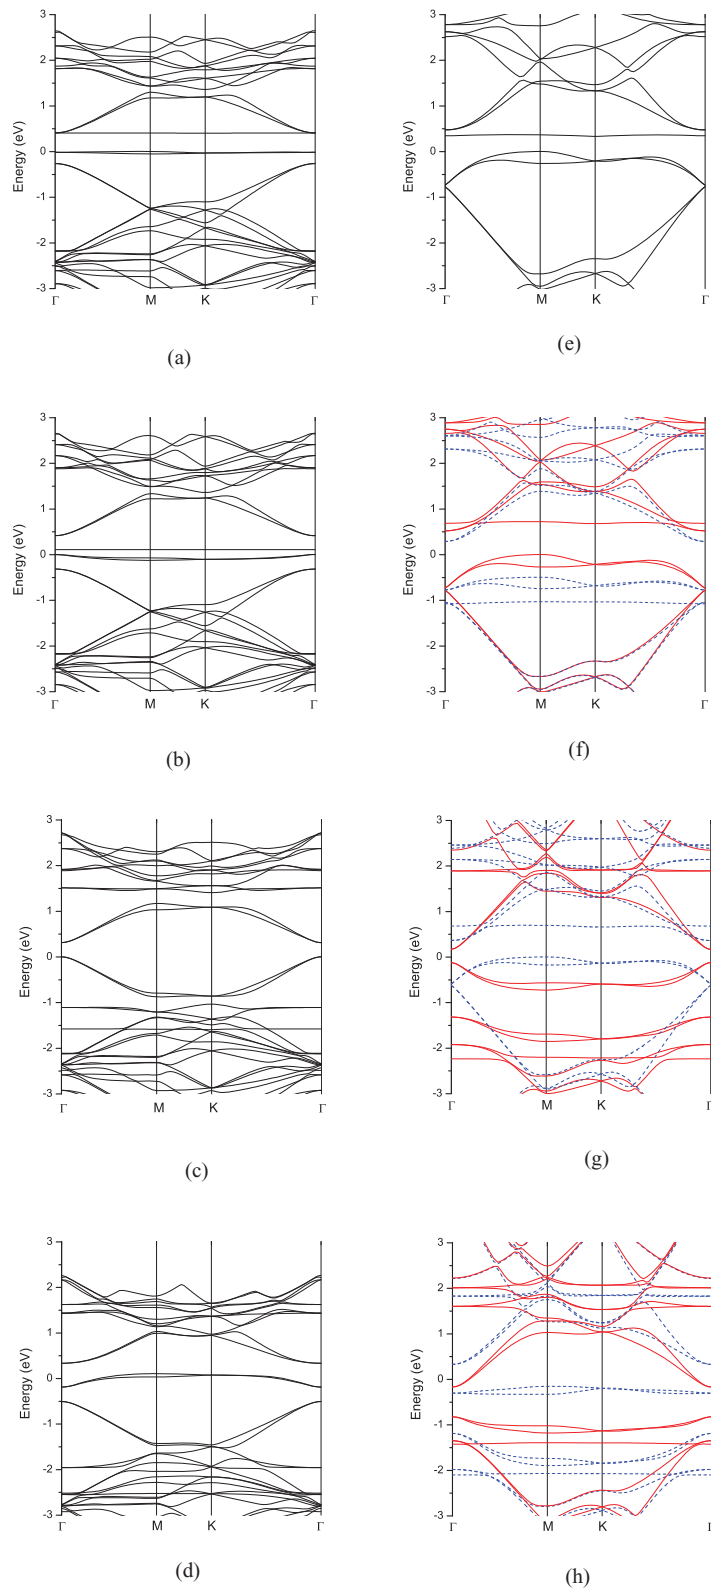 3
2
1
0
-1
-2
-3
Energy (eV)
Γ M K Γ
(a)
3
2
1
0
-1
-2
-3
Energy (eV)
Γ M K Γ
(e)
3
2
1
0
-1
-2
-3
Energy (eV)
Γ M K Γ
(b)
3
2
1
0
-1
-2
-3
Energy (eV)
Γ M K Γ
(f)
3
2
1
0
-1
-2
-3
Energy (eV)
Γ M K Γ
(c)
3
2
1
0
-1
-2
-3
Energy (eV)
Γ M K Γ
(g)
3
2
1
0
-1
-2
-3
Energy (eV)
Γ M K Γ
(d)
3
2
1
0
-1
-2
-3
Energy (eV)
Γ M K Γ
(h)